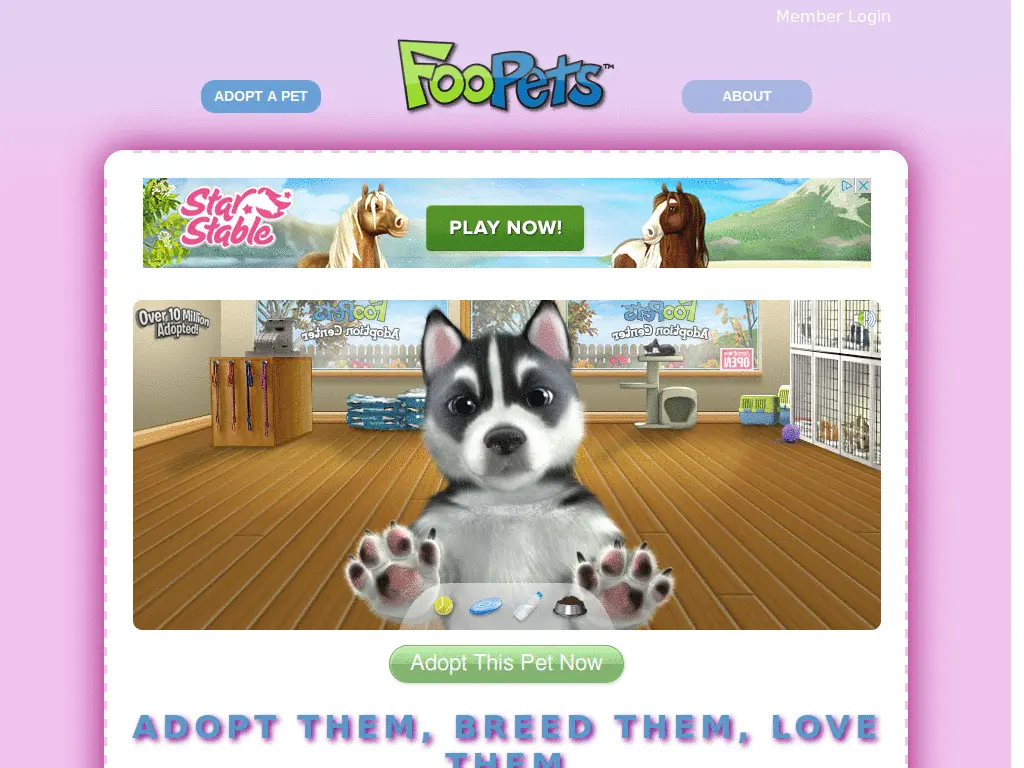 Member Login
FooPets™
ADOPT A PET
ABOUT
Star
Stable
PLAY NOW!
Over 10 Million
Adopted!
FooPets
Adoption Center
FooPets
Adoption Center
OPEN
Adopt This Pet Now
ADOPT THEM, BREED THEM, LOVE
THEM